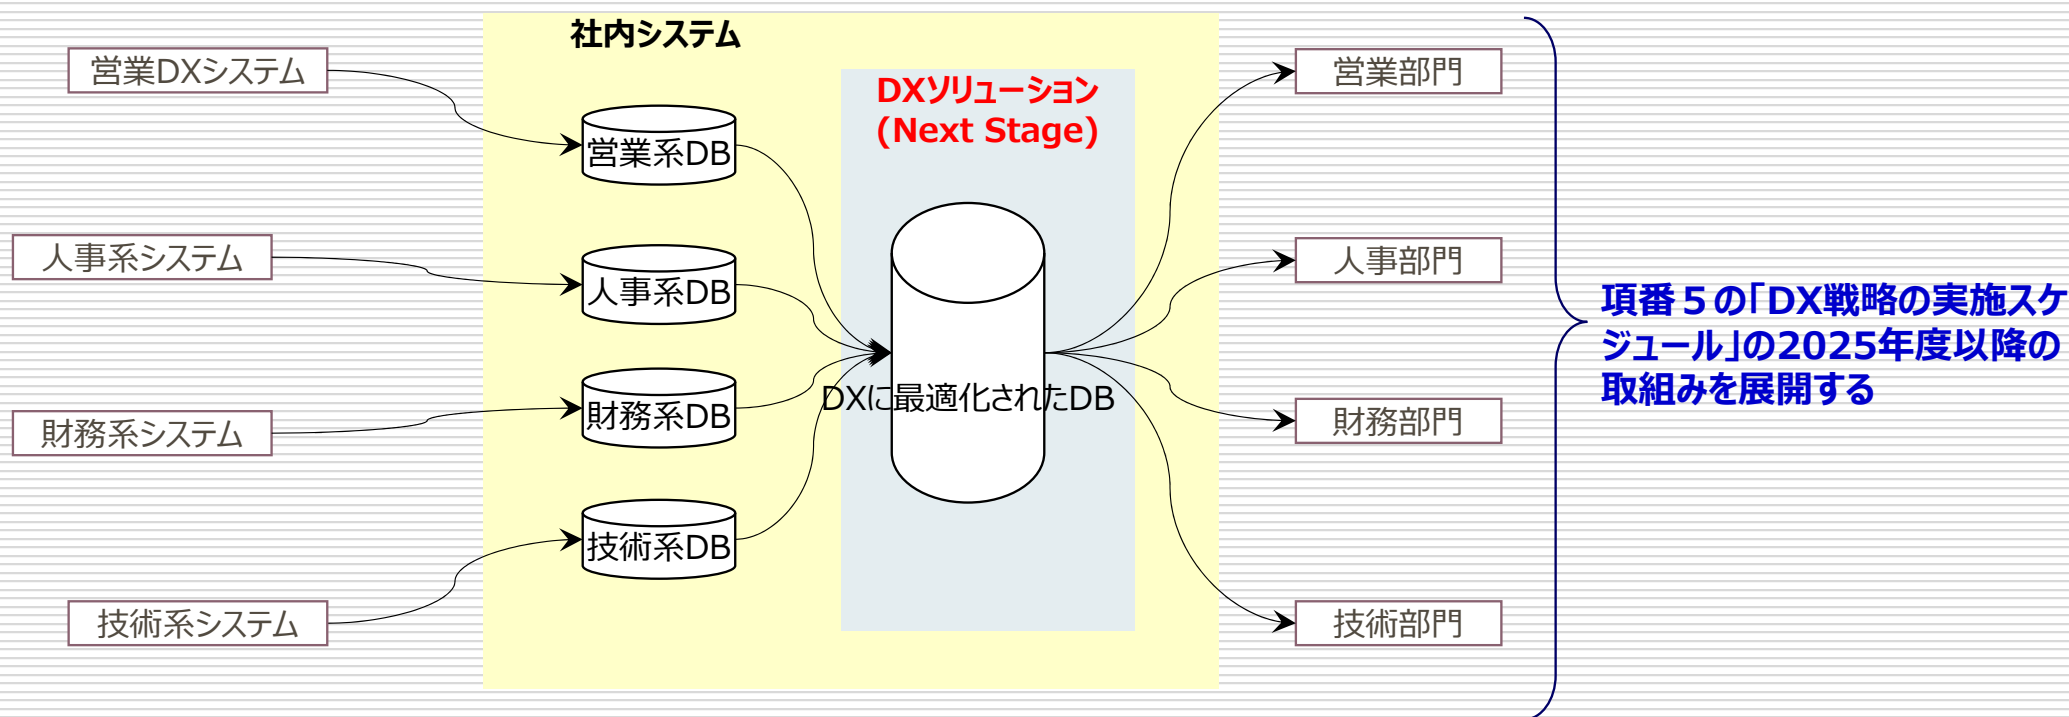 社内システム
営業DXシステム
人事系システム
財務系システム
技術系システム
営業系DB
人事系DB
財務系DB
技術系DB
DXソリューション
(Next Stage)
DXに最適化されたDB
営業部門
人事部門
財務部門
技術部門
項番５の「DX戦略の実施スケ
ジュール」の2025年度以降の
取組みを展開する